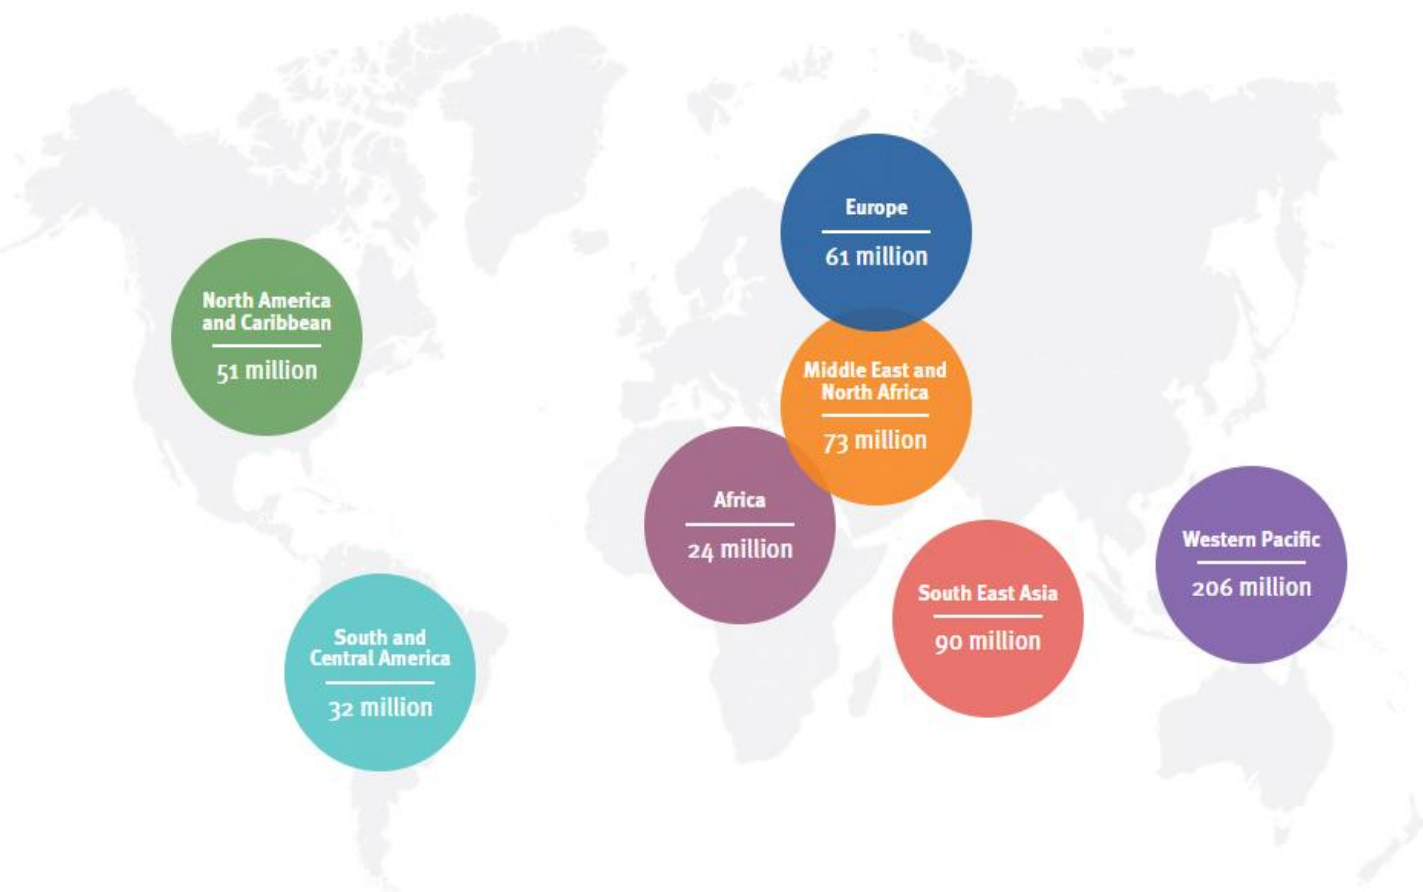 Europe
61 million
North America
and Caribbean
51 million
Middle East and
North Africa
73 million
Africa
24 million
Western Pacific
206 million
South East Asia
90 million
South and
Central America
32 million